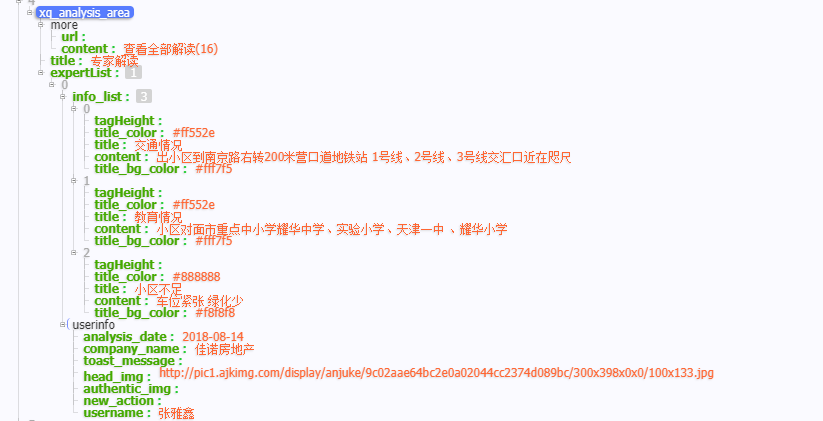 4
xq_analysis_area
more
url :
content : 查看全部解读(16)
title : 专家解读
expertList : 1
0
info_list : 3
0
tagHeight :
title_color : #ff552e
title : 交通情况
content : 出小区到南京路右转200米营口道地铁站 1号线、2号线、3号线交汇口近在咫尺
title_bg_color : #fff7f5
1
tagHeight :
title_color : #ff552e
title : 教育情况
content : 小区对面市重点中小学耀华中学、实验小学、天津一中 、耀华小学
title_bg_color : #fff7f5
2
tagHeight :
title_color : #888888
title : 小区不足
content : 车位紧张 绿化少
title_bg_color : #f8f8f8
userinfo
analysis_date : 2018-08-14
company_name : 佳诺房地产
toast_message :
head_img : http://pic1.ajkimg.com/display/anjuke/9c02aae64bc2e0a02044cc2374d089bc/300x398x0x0/100x133.jpg
authentic_img :
new_action :
username : 张雅鑫